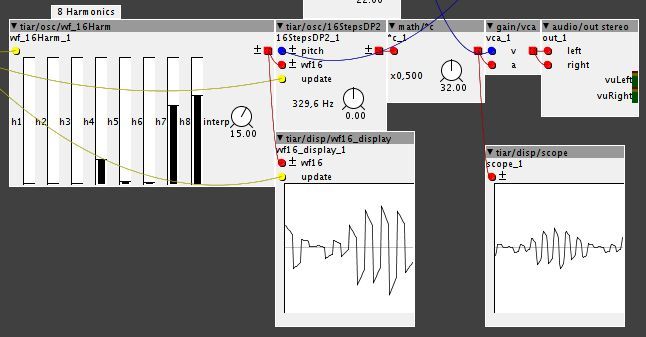 22.00
8 Harmonics
tiar/osc/wf_16Harm
wf_16Harm_1
h1 h2 h3 h4 h5 h6 h7 h8 interp
15.00
tiar/osc/16StepsDP2
16StepsDP2_1
pitch
wf16
update
329,6 Hz
0.00
math/*c
*c_1
x0,500
32.00
gain/vca
vca_1
v
a
audio/out stereo
out_1
left
right
vuLeft
vuRight
tiar/disp/wf16_display
wf16_display_1
wf16
update
tiar/disp/scope
scope_1